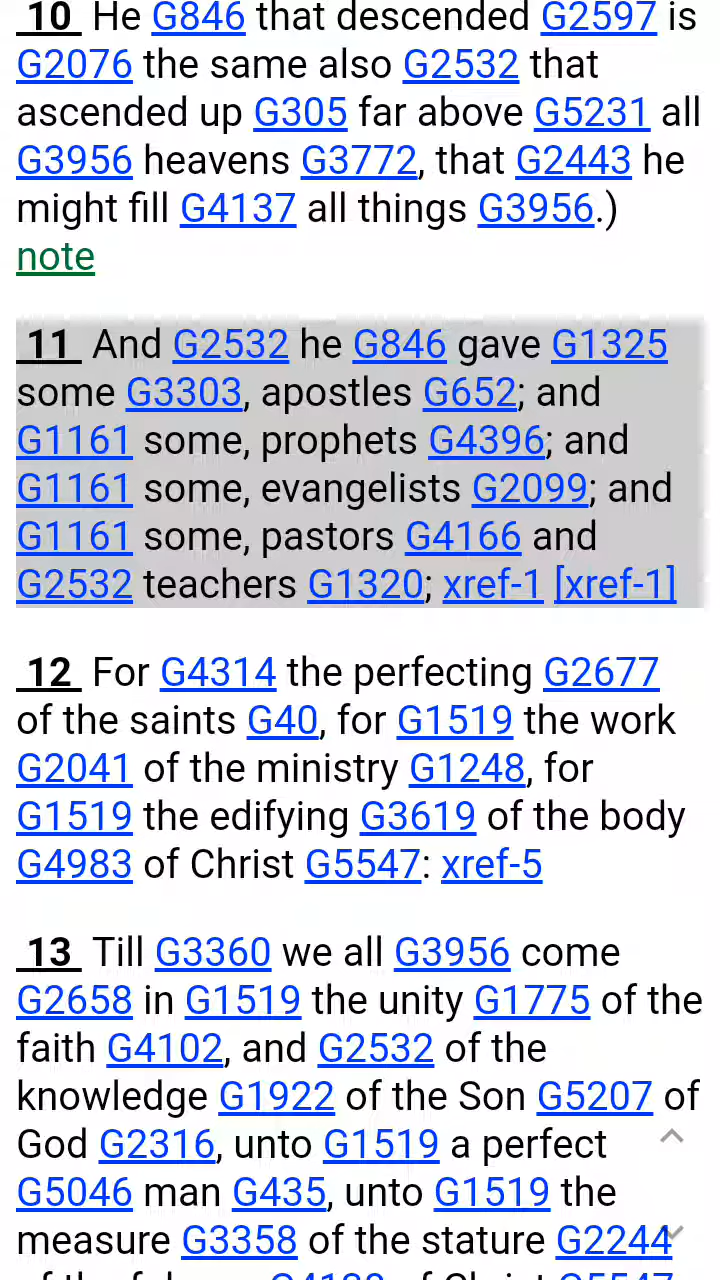 10 He G846 that descended G2597 is
G2076 the same also G2532 that
ascended up G305 far above G5231 all
G3956 heavens G3772, that G2443 he
might fill G4137 all things G3956.)
note
11 And G2532 he G846 gave G1325
some G3303, apostles G652; and
G1161 some, prophets G4396; and
G1161 some, evangelists G2099; and
G1161 some, pastors G4166 and
G2532 teachers G1320; xref-1 [xref-1]
12 For G4314 the perfecting G2677
of the saints G40, for G1519 the work
G2041 of the ministry G1248, for
G1519 the edifying G3619 of the body
G4983 of Christ G5547: xref-5
13 Till G3360 we all G3956 come
G2658 in G1519 the unity G1775 of the
faith G4102, and G2532 of the
knowledge G1922 of the Son G5207 of
God G2316, unto G1519 a perfect
G5046 man G435, unto G1519 the
measure G3358 of the stature G2244